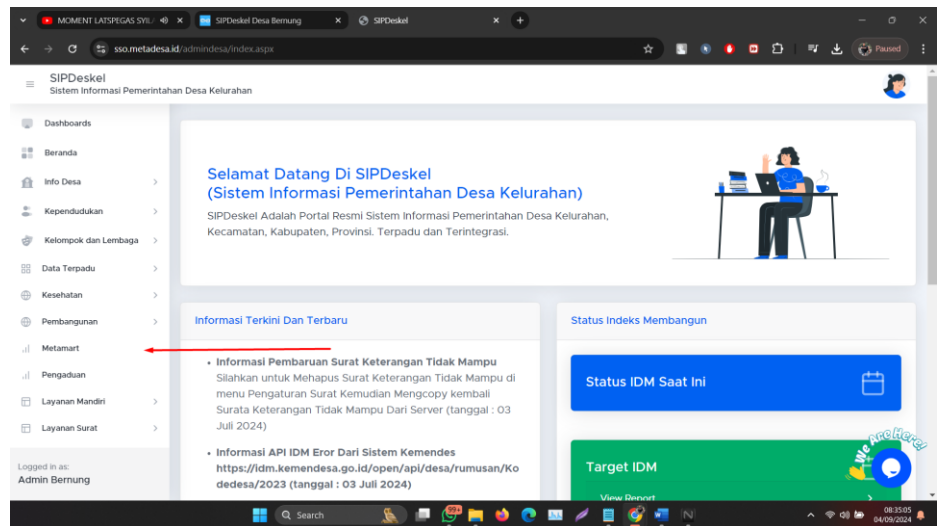 MOMENT LATSPEGAS SYIL
SIPDeskel Desa Bernung
SIPDeskel
sso.metadesa.id/admindesa/index.aspx
Paused
SIPDeskel
Sistem Informasi Pemerintahan Desa Kelurahan
Dashboards
Beranda
Info Desa
Kependudukan
Kelompok dan Lembaga
Data Terpadu
Kesehatan
Pembangunan
Metamart
Pengaduan
Layanan Mandiri
Layanan Surat
Logged in as:
Admin Bernung
Selamat Datang Di SIPDeskel
(Sistem Informasi Pemerintahan Desa Kelurahan)
SIPDeskel Adalah Portal Resmi Sistem Informasi Pemerintahan Desa Kelurahan,
Kecamatan, Kabupaten, Provinsi. Terpadu dan Terintegrasi.
Informasi Terkini Dan Terbaru
• Informasi Pembaruan Surat Keterangan Tidak Mampu
Silahkan untuk Mehapus Surat Keterangan Tidak Mampu di
menu Pengaturan Surat Kemudian Mengcopy kembali
Surata Keterangan Tidak Mampu Dari Server (tanggal : 03
Juli 2024)
• Informasi API IDM Eror Dari Sistem Kemendes
https://idm.kemendesa.go.id/open/api/desa/rumusan/Ko
dedesa/2023 (tanggal : 03 Juli 2024)
Status Indeks Membangun
Status IDM Saat Ini
Target IDM
View Report
We Are Here!
Search
99+
08:35:05
04/09/2024